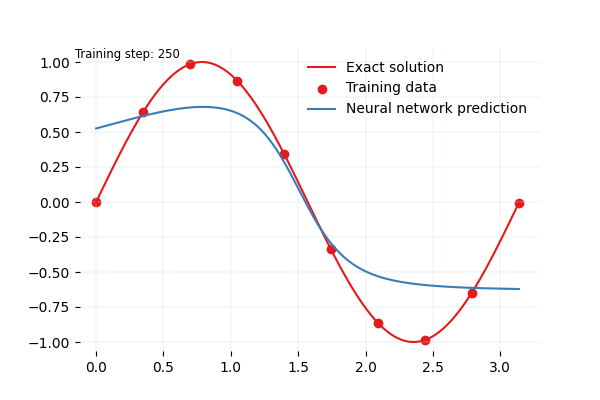 Training step: 250
Exact solution
Training data
Neural network prediction
1.00
0.75
0.50
0.25
0.00
−0.25
−0.50
−0.75
−1.00
0.0 0.5 1.0 1.5 2.0 2.5 3.0